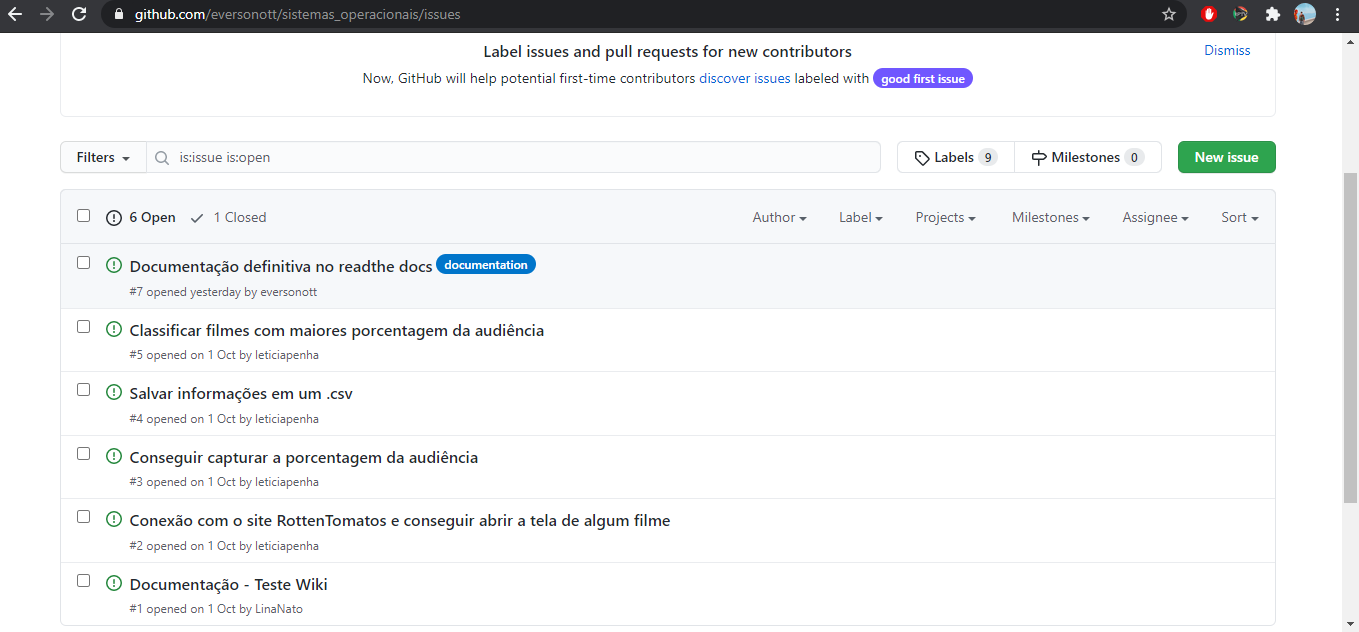 github.com/eversonott/sistemas_operacionais/issues
Label issues and pull requests for new contributors
Dismiss
Now, GitHub will help potential first-time contributors discover issues labeled with good first issue
Filters is:issue is:open Labels 9 Milestones 0 New issue
6 Open 1 Closed Author Label Projects Milestones Assignee Sort
Documentação definitiva no readthe docs documentation
#7 opened yesterday by eversonott
Classificar filmes com maiores porcentagem da audiência
#5 opened on 1 Oct by leticiapenha
Salvar informações em um .csv
#4 opened on 1 Oct by leticiapenha
Conseguir capturar a porcentagem da audiência
#3 opened on 1 Oct by leticiapenha
Conexão com o site RottenTomatos e conseguir abrir a tela de algum filme
#2 opened on 1 Oct by leticiapenha
Documentação - Teste Wiki
#1 opened on 1 Oct by LinaNato